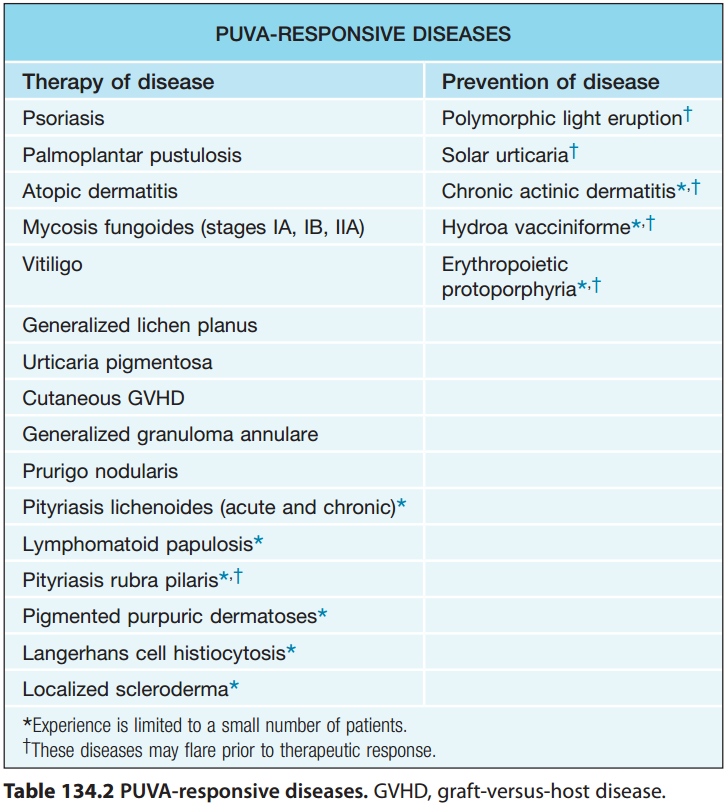 PUVA-RESPONSIVE DISEASES
Therapy of disease Prevention of disease
Psoriasis Polymorphic light eruption†
Palmoplantar pustulosis Solar urticaria†
Atopic dermatitis Chronic actinic dermatitis*,†
Mycosis fungoides (stages IA, IB, IIA) Hydroa vacciniforme*,†
Vitiligo Erythropoietic
protoporphyria*,†
Generalized lichen planus
Urticaria pigmentosa
Cutaneous GVHD
Generalized granuloma annulare
Prurigo nodularis
Pityriasis lichenoides (acute and chronic)*
Lymphomatoid papulosis*
Pityriasis rubra pilaris*,†
Pigmented purpuric dermatoses*
Langerhans cell histiocytosis*
Localized scleroderma*
*Experience is limited to a small number of patients.
†These diseases may flare prior to therapeutic response.
Table 134.2 PUVA-responsive diseases. GVHD, graft-versus-host disease.